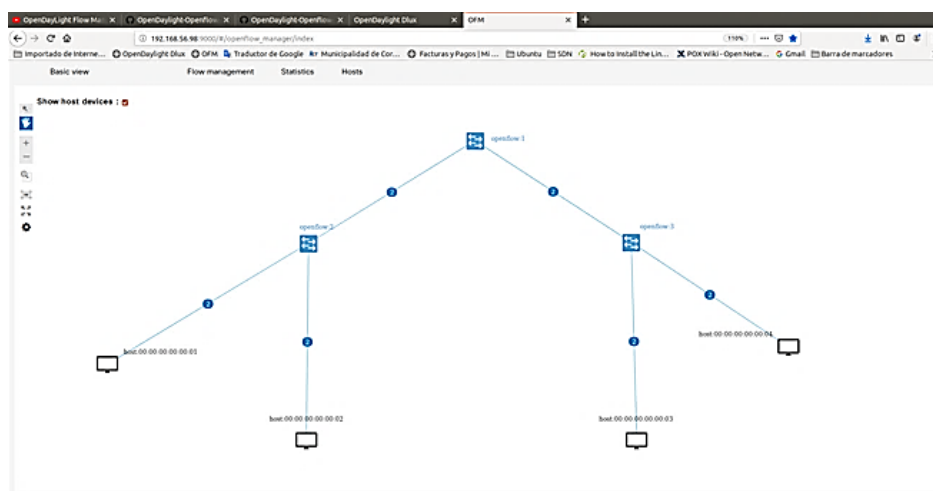 OpenDayLight Flow Ma
OpenDaylight-Openflow
OpenDaylight-Openflow
OpenDaylight Dlux
OFM
192.168.56.98:9000/#/openflow_manager/index
110%
Importado de Interne...
OpenDaylight Dlux
OFM
Traductor de Google
Municipalidad de Cor...
Facturas y Pagos | Mi ...
Ubuntu
SDN
How to Install the Lin...
POX Wiki - Open Netw...
Gmail
Barra de marcadores
Basic view
Flow management
Statistics
Hosts
Show host devices :
openflow:1
2
2
openflow:2
openflow:3
2
2
2
2
host:00:00:00:00:00:01
host:00:00:00:00:00:04
host:00:00:00:00:00:02
host:00:00:00:00:00:03